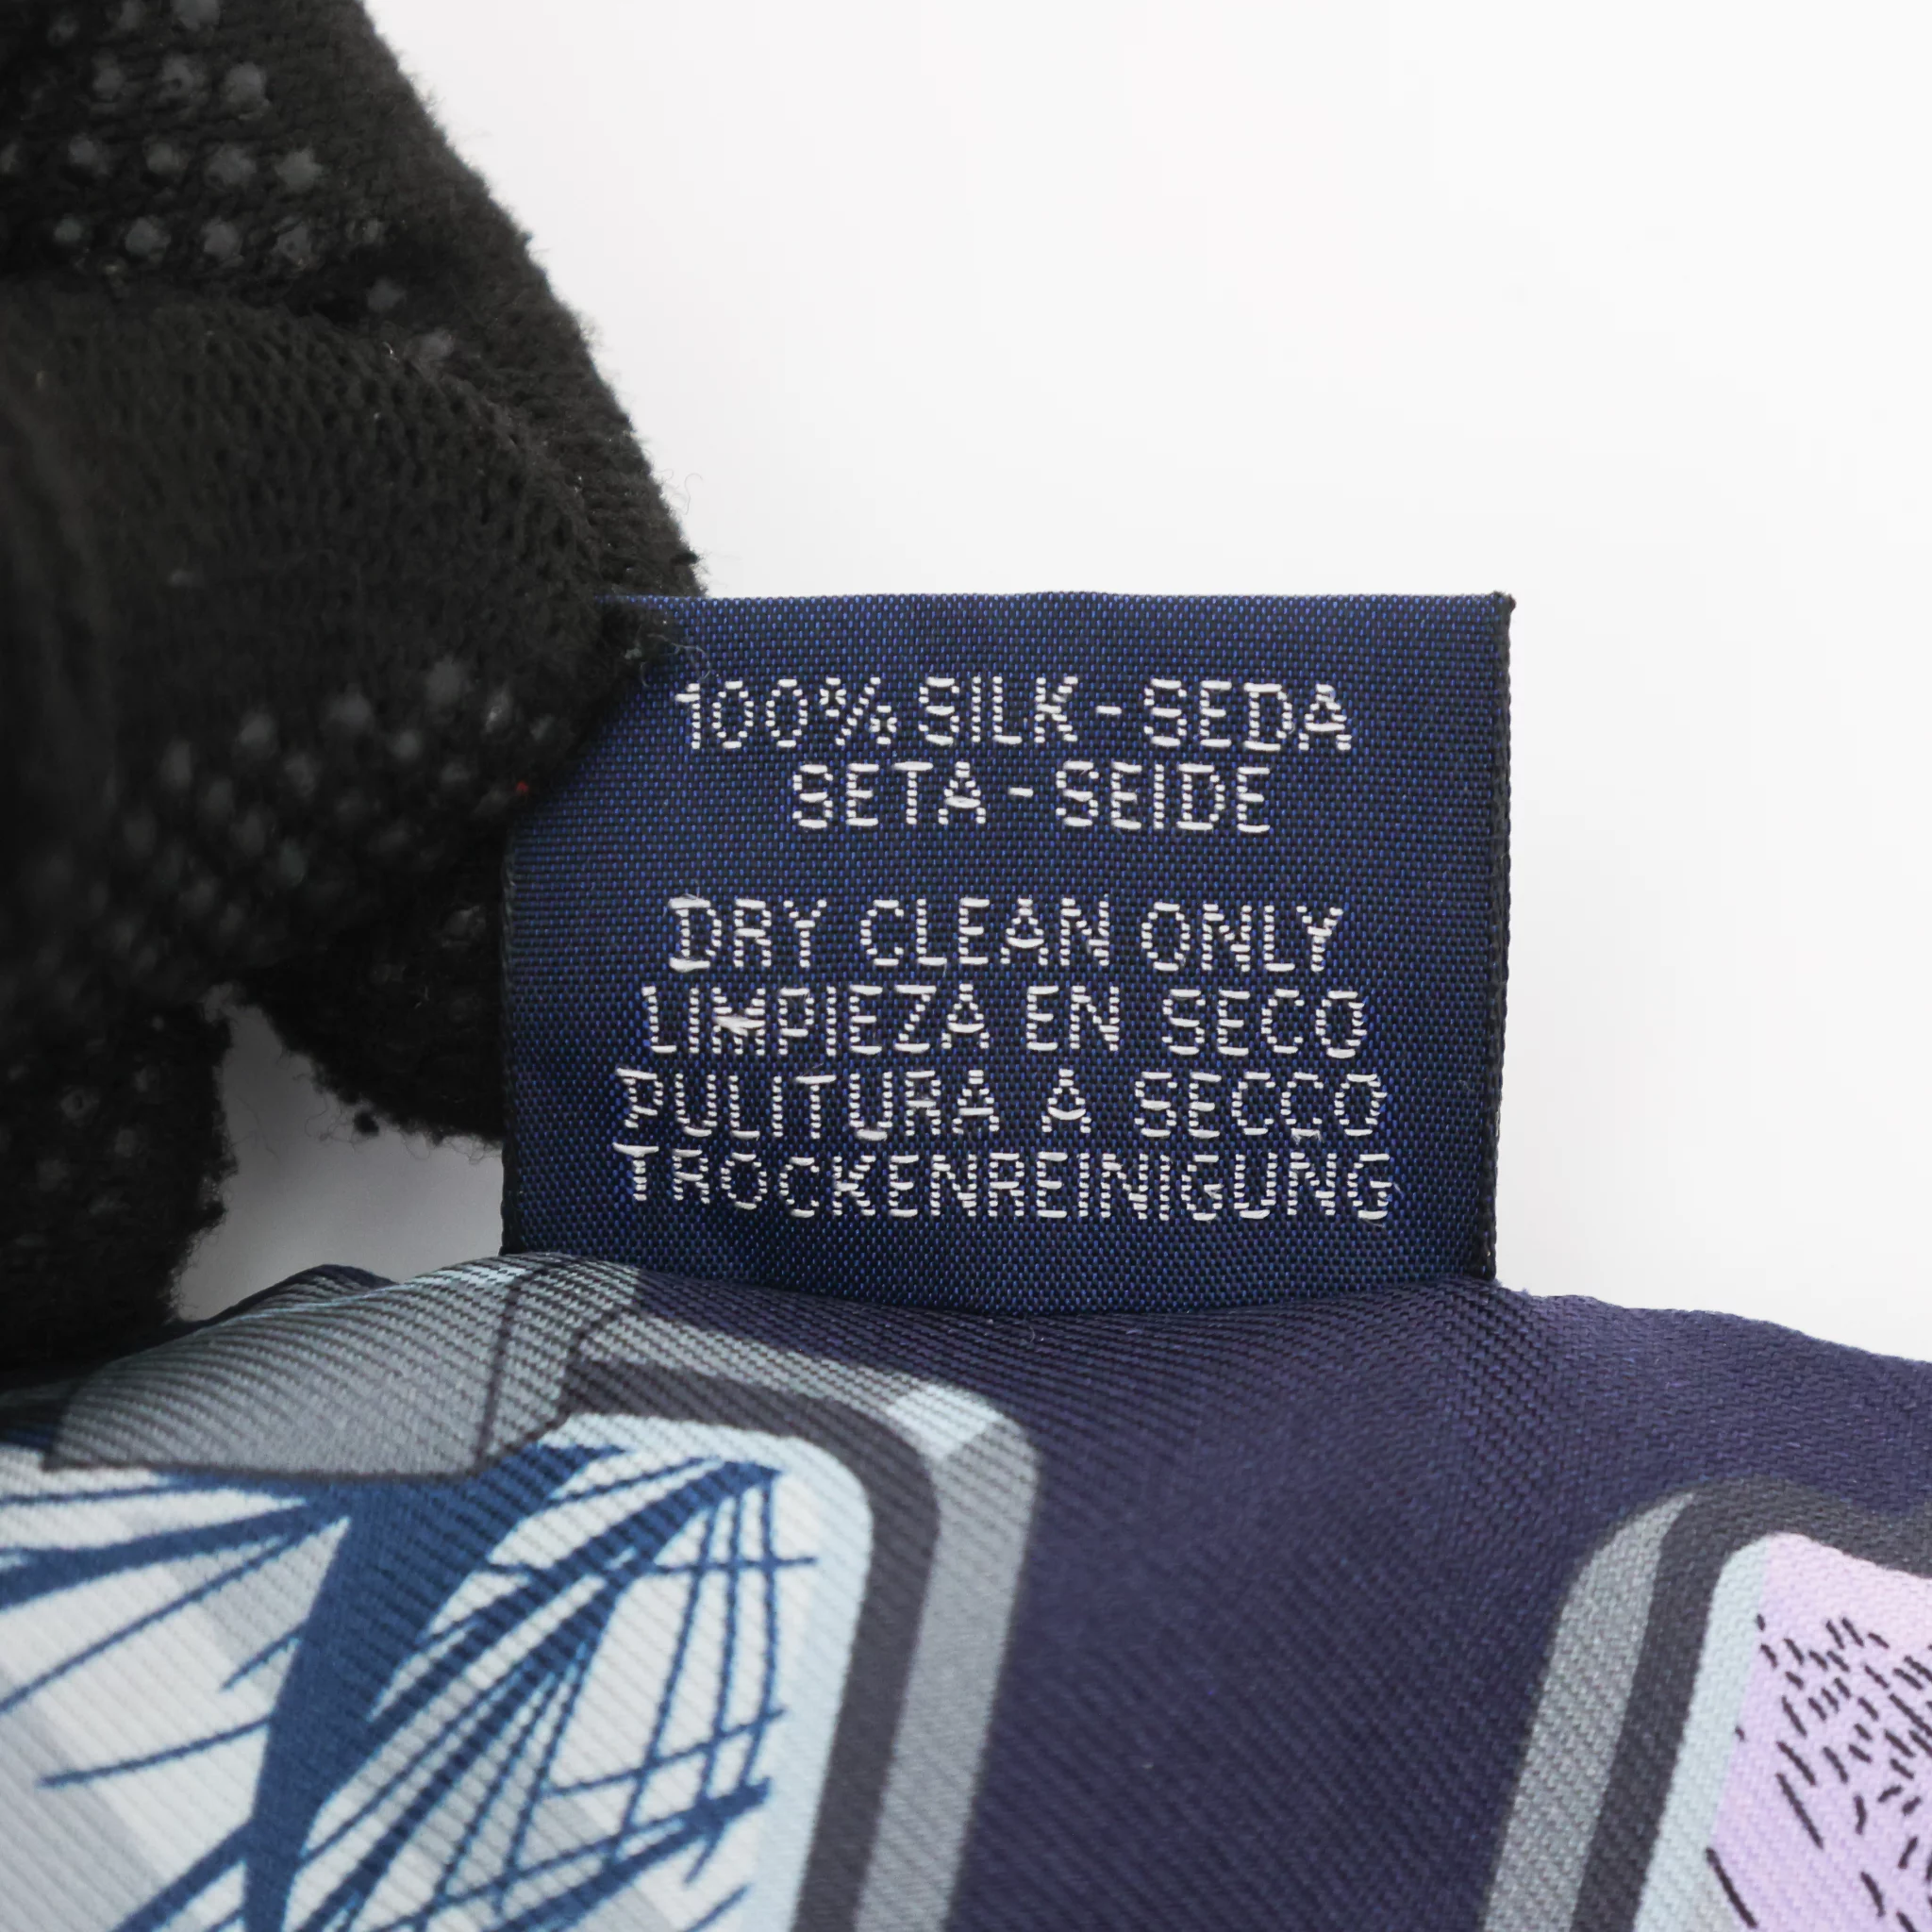 100% SILK - SEDA
SETA - SEIDE
DRY CLEAN ONLY
LIMPIEZA EN SECO
PULITURA A SECCO
TROCKENREINIGUNG